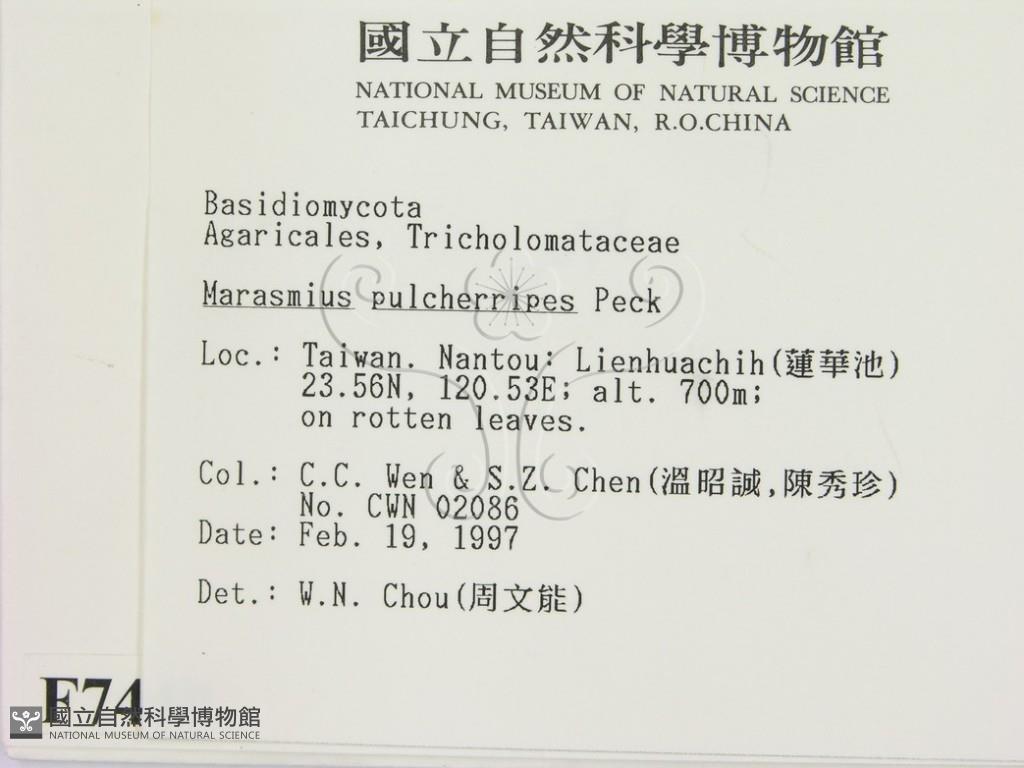 國立自然科學博物館
NATIONAL MUSEUM OF NATURAL SCIENCE
TAICHUNG, TAIWAN, R.O.CHINA
Basidiomycota
Agaricales, Tricholomataceae
Marasmius pulcherripes Peck
Loc.: Taiwan. Nantou: Lienhuachih(蓮華池)
23.56N, 120.53E; alt. 700m;
on rotten leaves.
Col.: C.C. Wen & S.Z. Chen(溫昭誠,陳秀珍)
No. CWN 02086
Date: Feb. 19, 1997
Det.: W.N. Chou(周文能)
F74
國立自然科學博物館
NATIONAL MUSEUM OF NATURAL SCIENCE